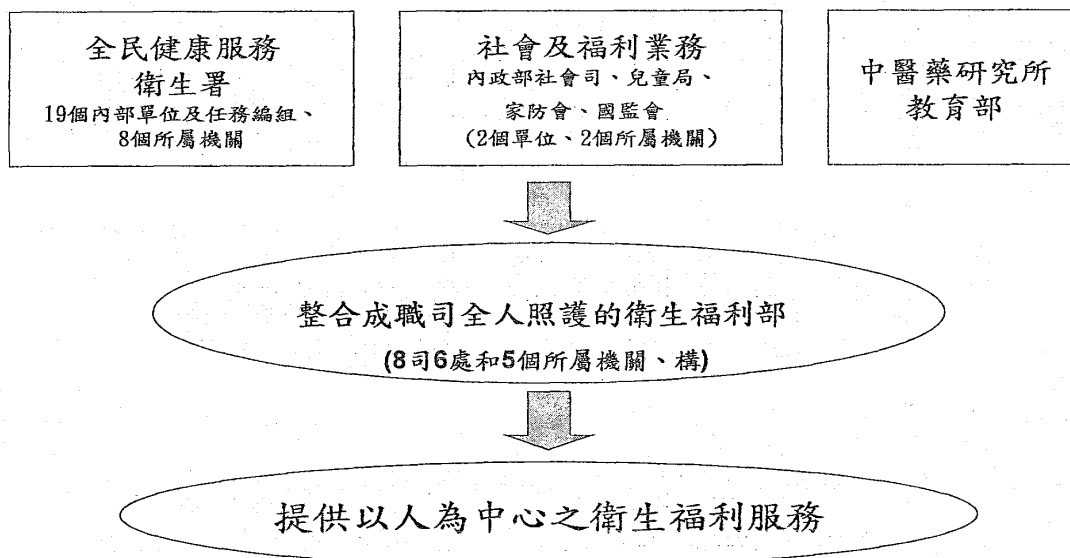 全民健康服務
衛生署
19個內部單位及任務編組、
8個所屬機關
社會及福利業務
內政部社會司、兒童局、
家防會、國監會
(2個單位、2個所屬機關)
中醫藥研究所
教育部
整合成職司全人照護的衛生福利部
(8司6處和5個所屬機關、構)
提供以人為中心之衛生福利服務